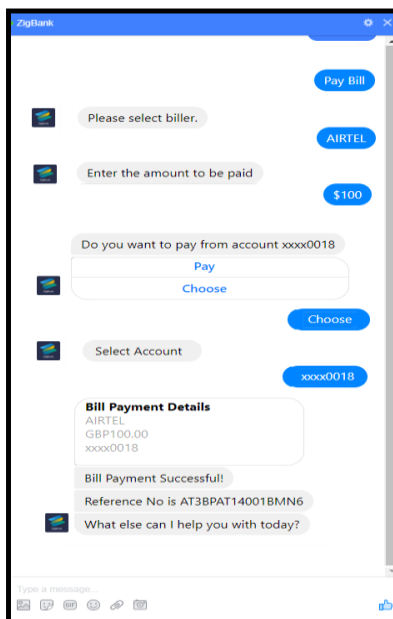 ZigBank
Pay Bill
Please select biller.
AIRTEL
Enter the amount to be paid
$100
Do you want to pay from account xxxx0018
Pay
Choose
Choose
Select Account
xxxx0018
Bill Payment Details
AIRTEL
GBP100.00
xxxx0018
Bill Payment Successful!
Reference No is AT3BPAT14001BMN6
What else can I help you with today?
Type a message...
GIF